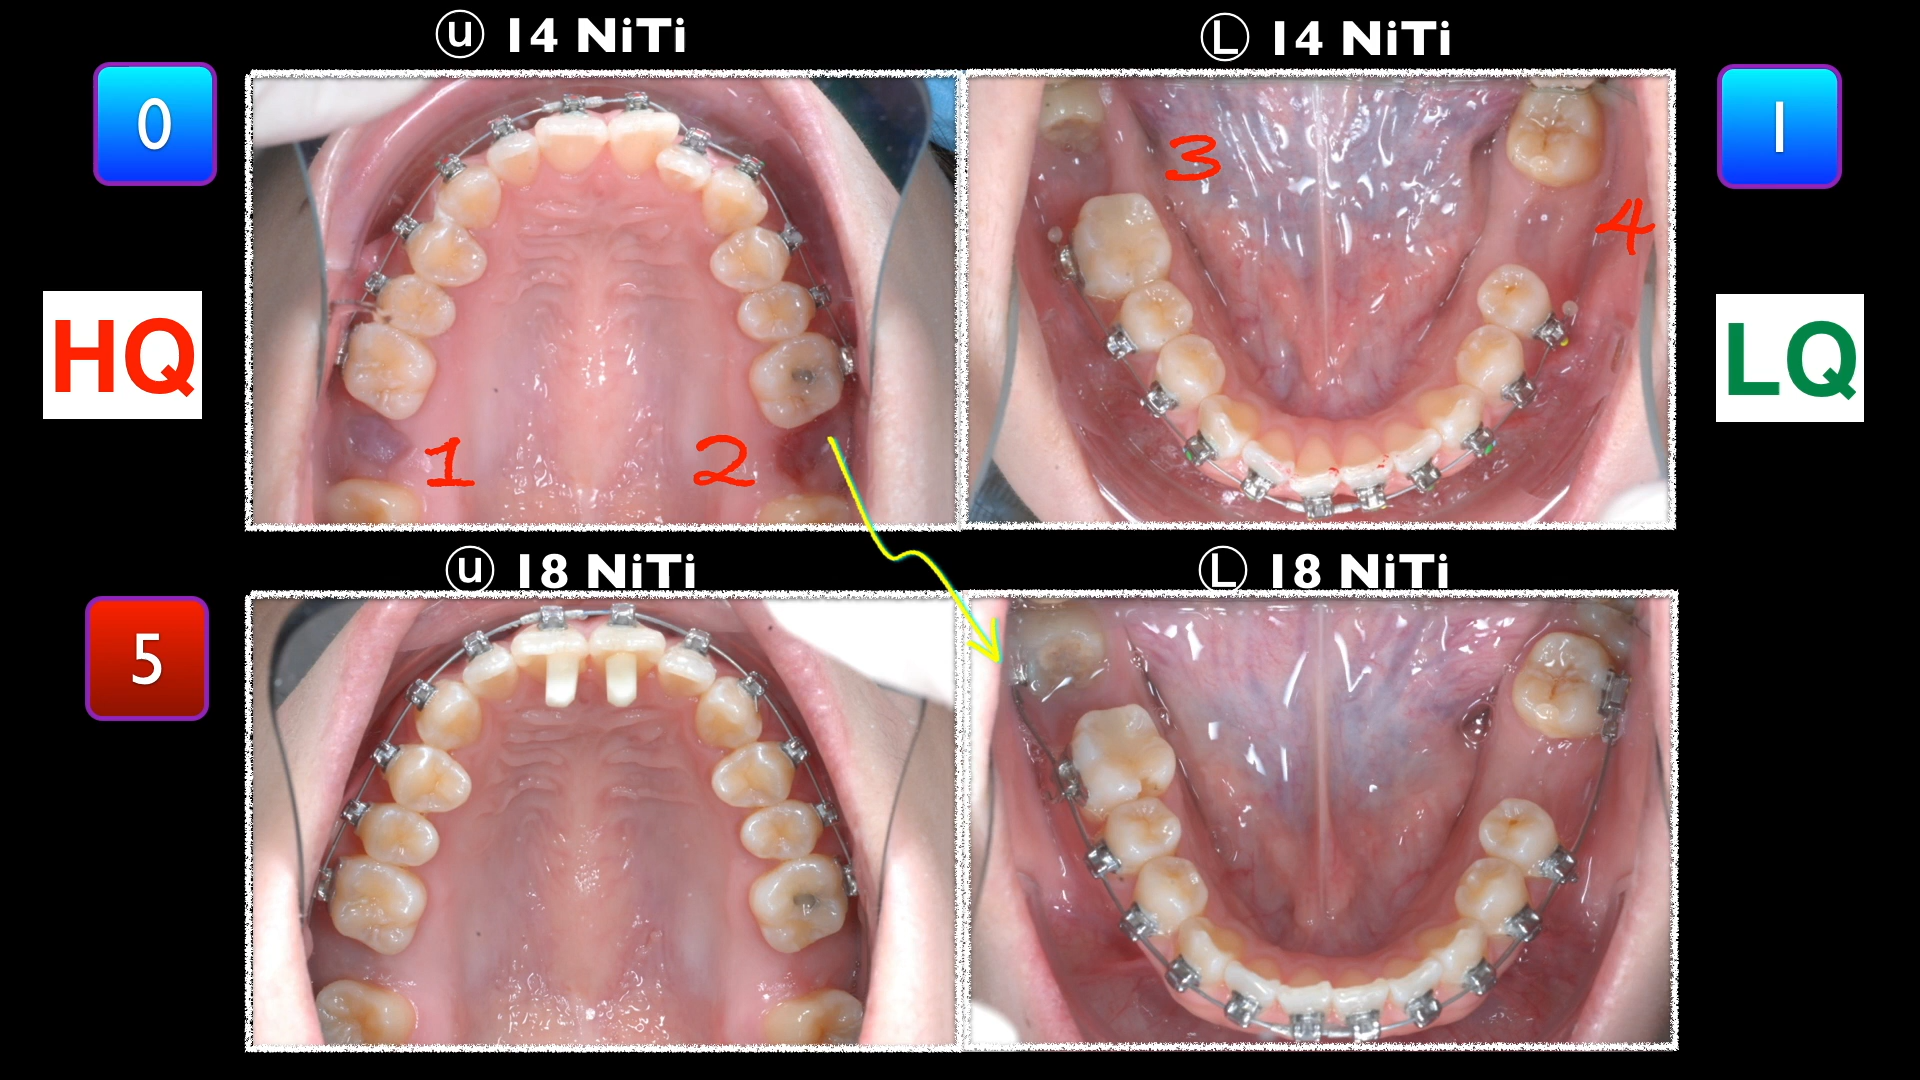 Ⓤ 14 NiTi
Ⓛ 14 NiTi
0
1
HQ
LQ
1
2
3
4
Ⓤ 18 NiTi
Ⓛ 18 NiTi
5